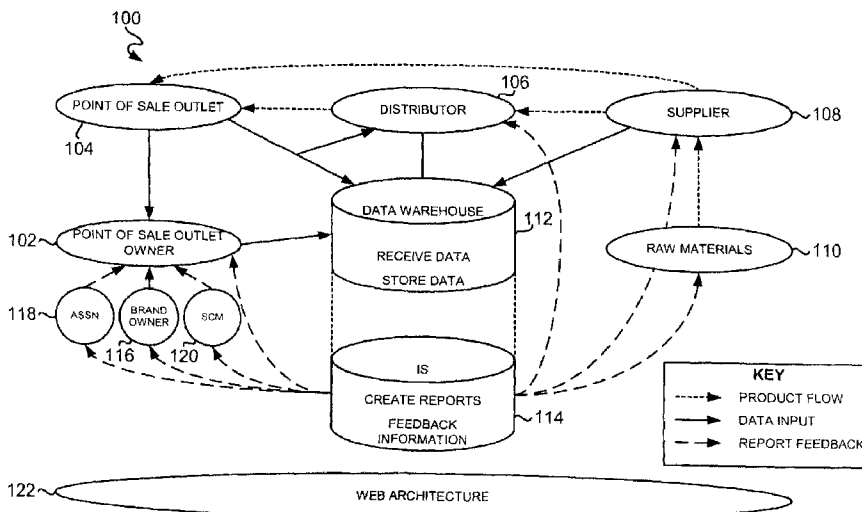 100
POINT OF SALE OUTLET
104
DISTRIBUTOR
106
SUPPLIER
108
DATA WAREHOUSE
112
RECEIVE DATA
STORE DATA
102
POINT OF SALE OUTLET
OWNER
RAW MATERIALS
110
118
ASSN
BRAND
OWNER
116
SCM
120
IS
CREATE REPORTS
114
FEEDBACK
INFORMATION
KEY
PRODUCT FLOW
DATA INPUT
REPORT FEEDBACK
122
WEB ARCHITECTURE